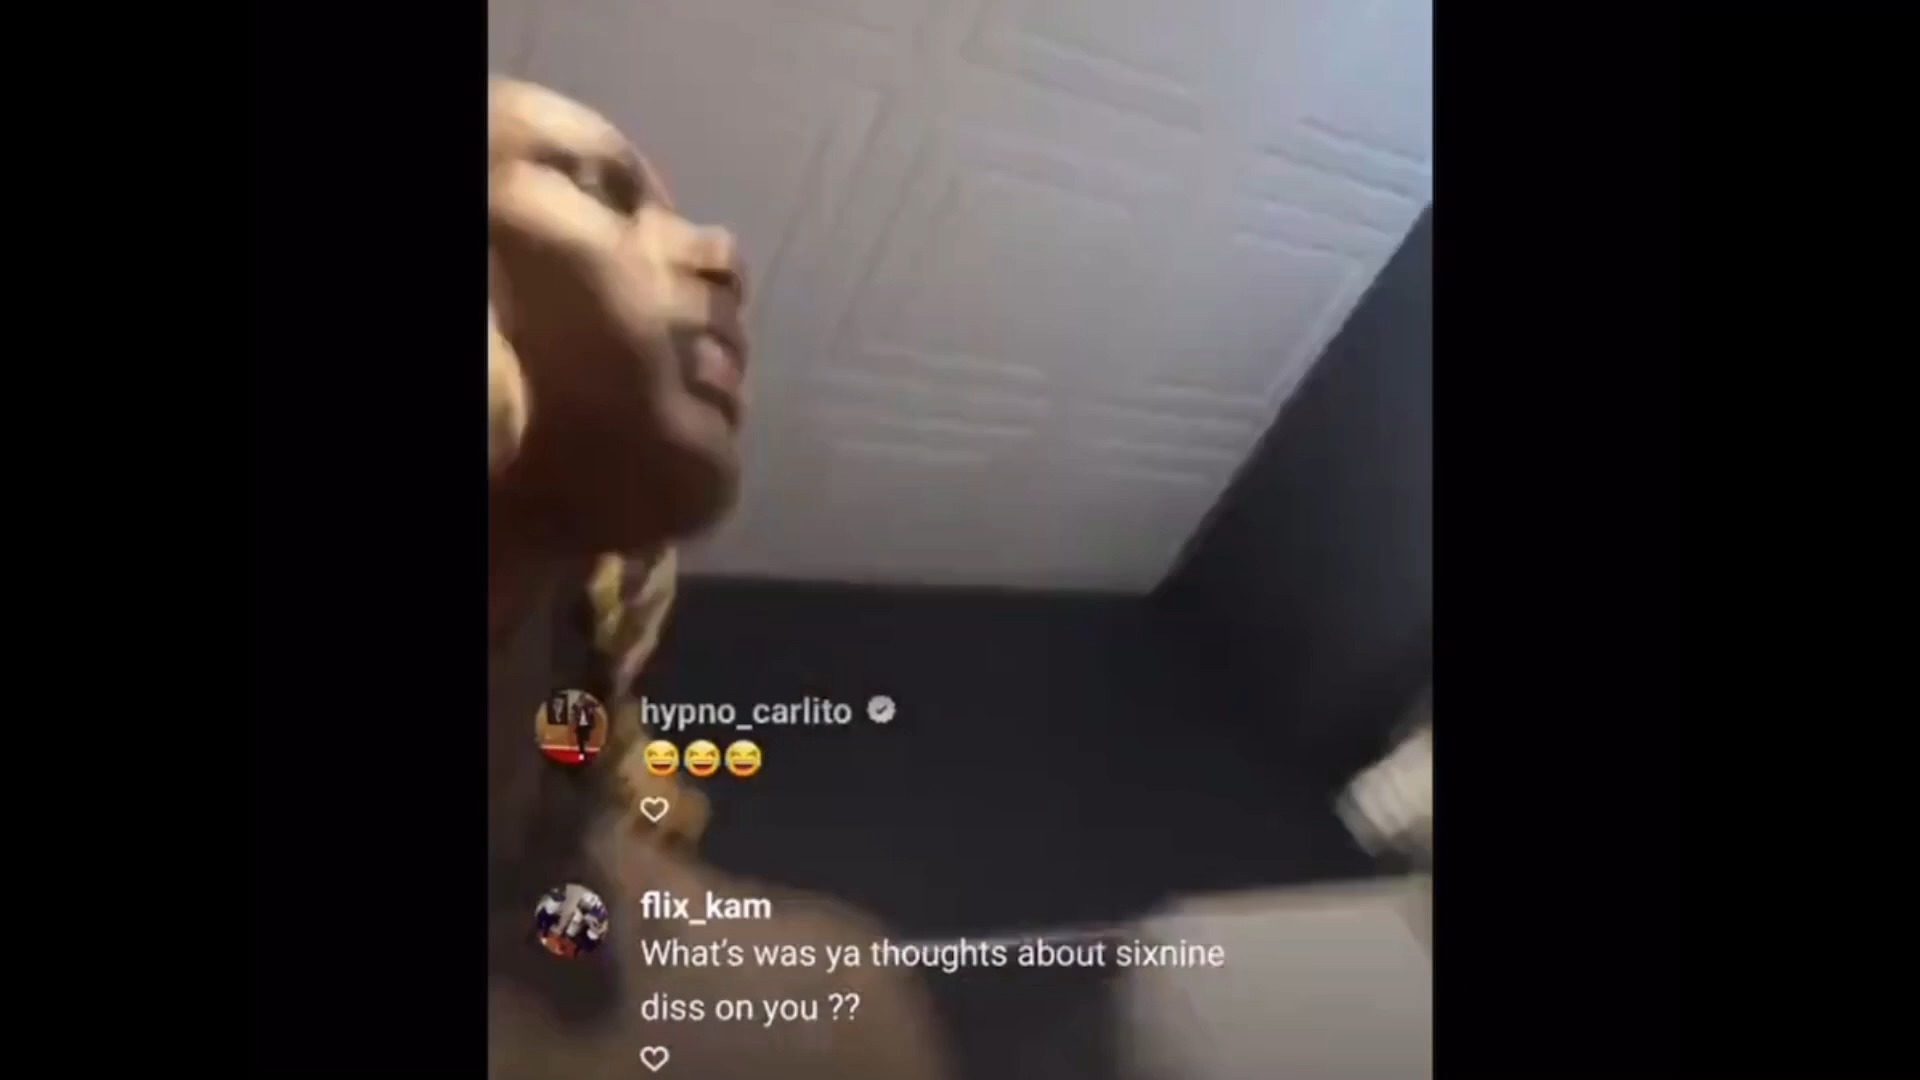 hypno_carlito
😆😆😆
flix_kam
What's was ya thoughts about sixnine
diss on you ??